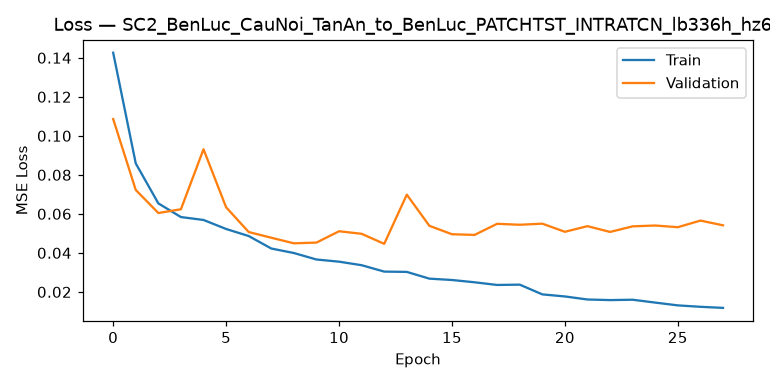 Loss — SC2_BenLuc_CauNoi_TanAn_to_BenLuc_PATCHTST_INTRATCN_lb336h_hz6
Train
Validation
MSE Loss
0.14
0.12
0.10
0.08
0.06
0.04
0.02
0 5 10 15 20 25
Epoch